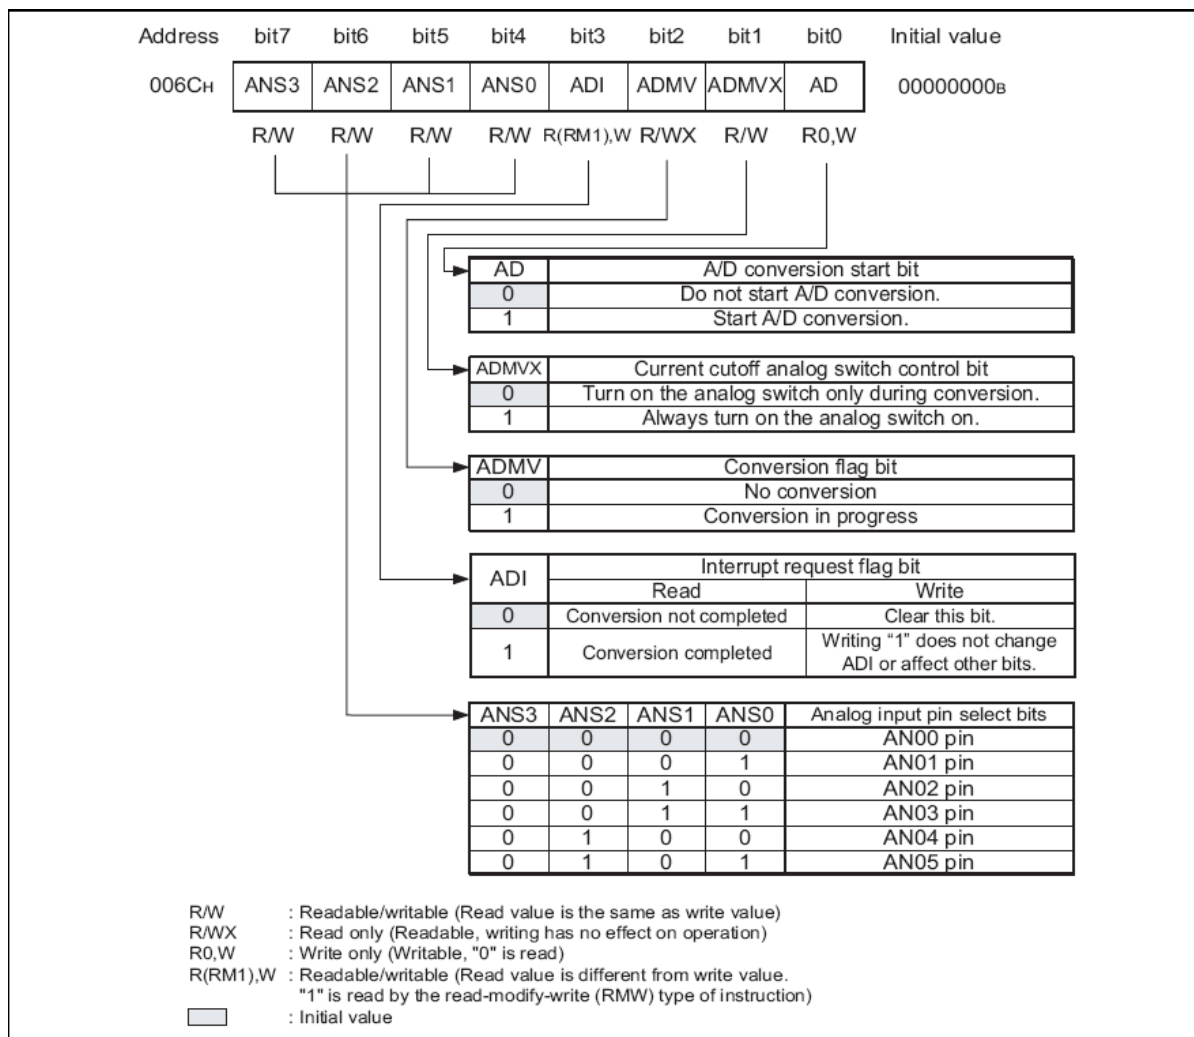 Address bit7 bit6 bit5 bit4 bit3 bit2 bit1 bit0 Initial value
006CH ANS3 ANS2 ANS1 ANS0 ADI ADMV ADMVX AD 00000000B
R/W R/W R/W R/W R(RM1),W R/WX R/W R0,W
AD A/D conversion start bit
0 Do not start A/D conversion.
1 Start A/D conversion.
ADMVX Current cutoff analog switch control bit
0 Turn on the analog switch only during conversion.
1 Always turn on the analog switch on.
ADMV Conversion flag bit
0 No conversion
1 Conversion in progress
ADI Interrupt request flag bit
Read Write
0 Conversion not completed Clear this bit.
1 Conversion completed Writing “1” does not change
ADI or affect other bits.
ANS3 ANS2 ANS1 ANS0 Analog input pin select bits
0 0 0 0 AN00 pin
0 0 0 1 AN01 pin
0 0 1 0 AN02 pin
0 0 1 1 AN03 pin
0 1 0 0 AN04 pin
0 1 0 1 AN05 pin
R/W : Readable/writable (Read value is the same as write value)
R/WX : Read only (Readable, writing has no effect on operation)
R0,W : Write only (Writable, "0" is read)
R(RM1),W : Readable/writable (Read value is different from write value.
"1" is read by the read-modify-write (RMW) type of instruction)
: Initial value